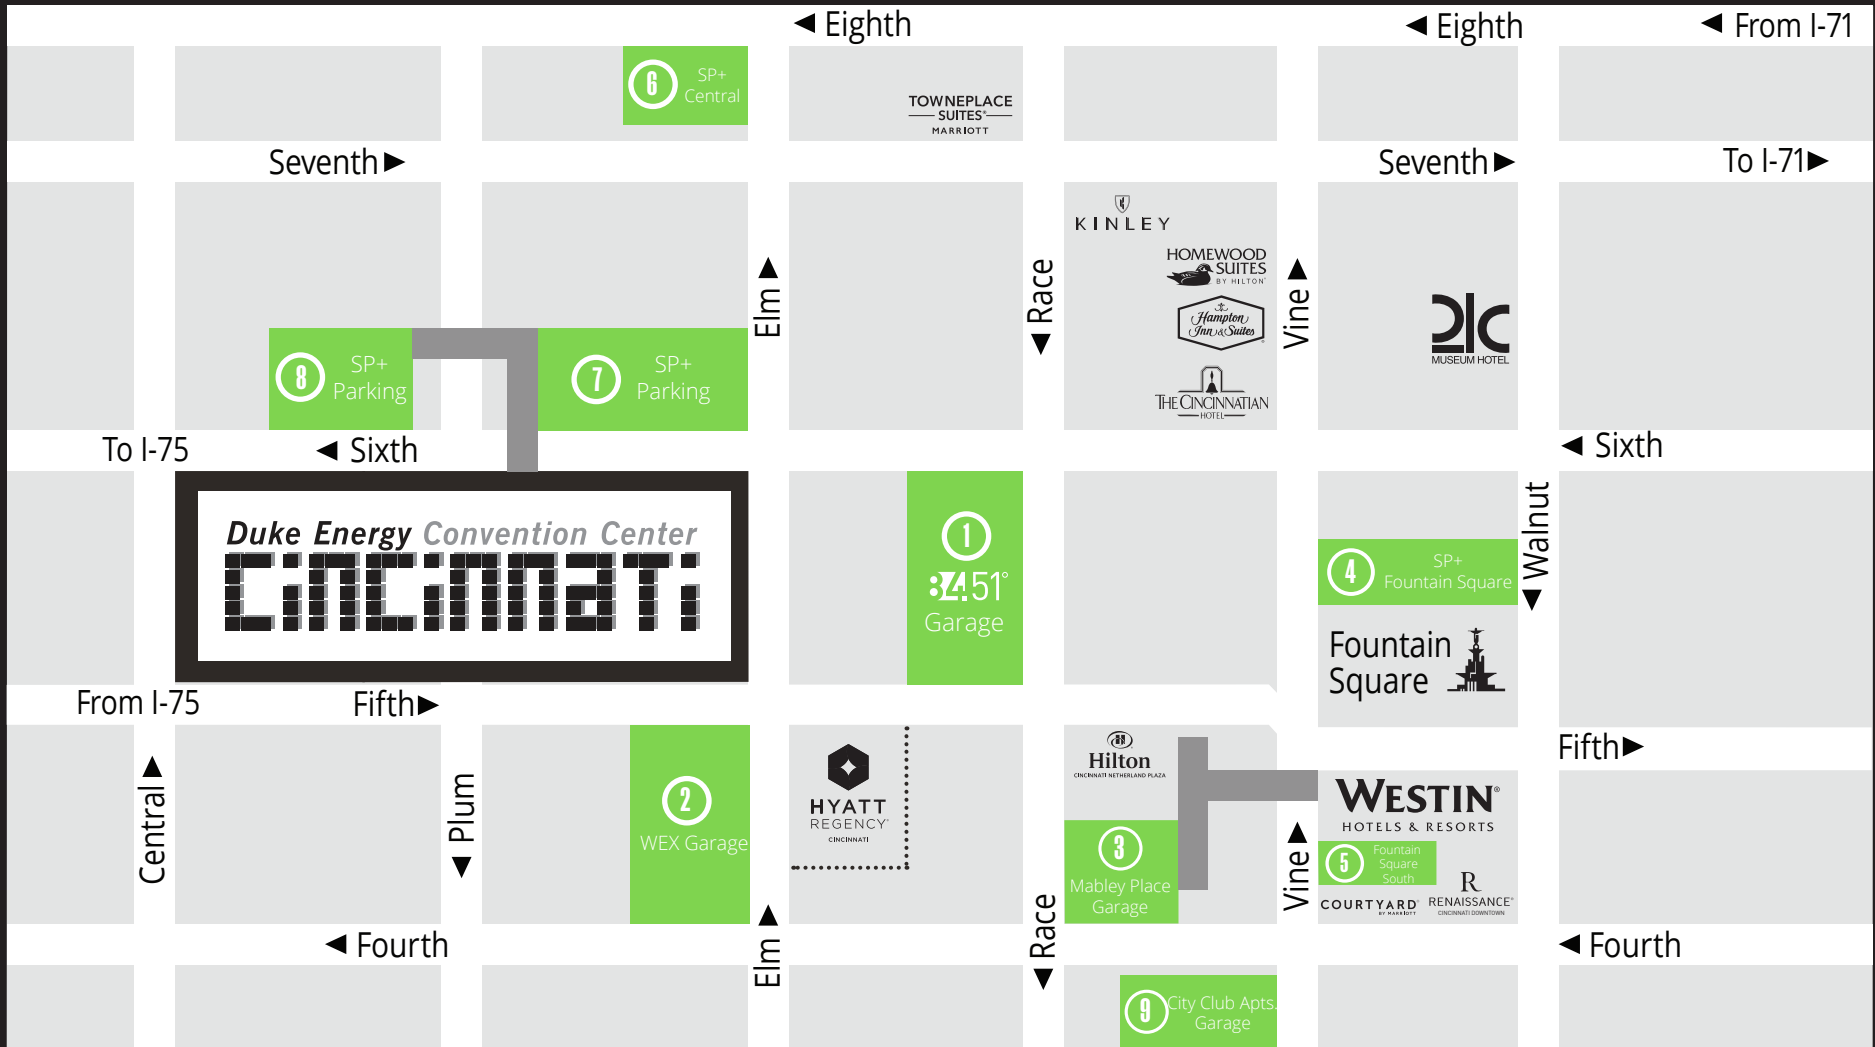 ◀ Eighth
◀ Eighth
◀ From I-71
6
SP+
Central
TOWNEPLACE
SUITES®
MARRIOTT
Seventh ▶
Seventh ▶
To I-71 ▶
KINLEY
HOMEWOOD
SUITES
BY HILTON
Hampton
Inn & Suites
THE CINCINNATIAN
HOTEL
Elm ▶
◀ Race
Vine ▶
21c
MUSEUM HOTEL
8
SP+
Parking
7
SP+
Parking
To I-75
◀ Sixth
◀ Sixth
Duke Energy Convention Center
Cincinnati
1
84.51°
Garage
◀ Walnut
4
SP+
Fountain Square
Fountain
Square
From I-75
Fifth ▶
Fifth ▶
Central ▶
◀ Plum
2
WEX Garage
HYATT
REGENCY
CINCINNATI
Hilton
CINCINNATI NETHERLAND PLAZA
3
Mabley Place
Garage
WESTIN®
HOTELS & RESORTS
5
Fountain
Square
South
COURTYARD®
BY MARRIOTT
R
RENAISSANCE®
CINCINNATI DOWNTOWN
Vine ▶
Elm ▶
◀ Race
◀ Fourth
◀ Fourth
9
City Club Apts.
Garage